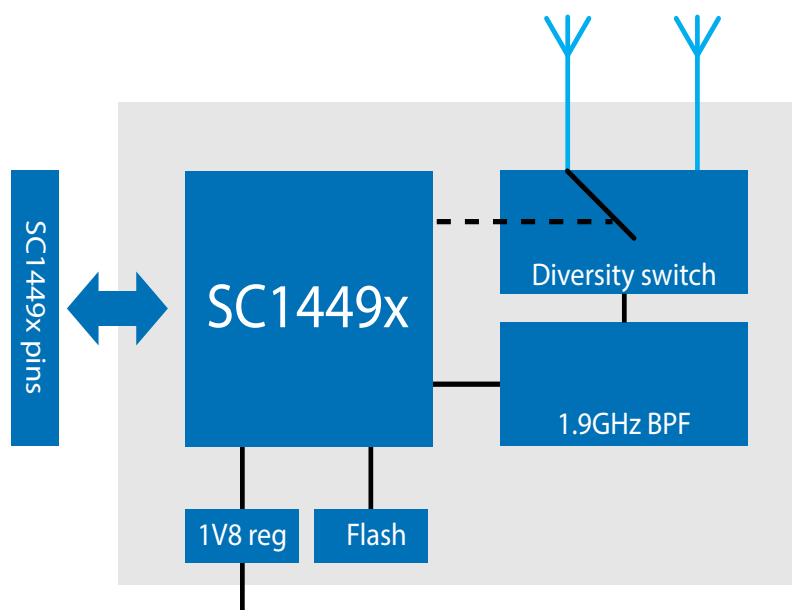 SC1449x pins
SC1449x
Diversity switch
1.9GHz BPF
1V8 reg
Flash